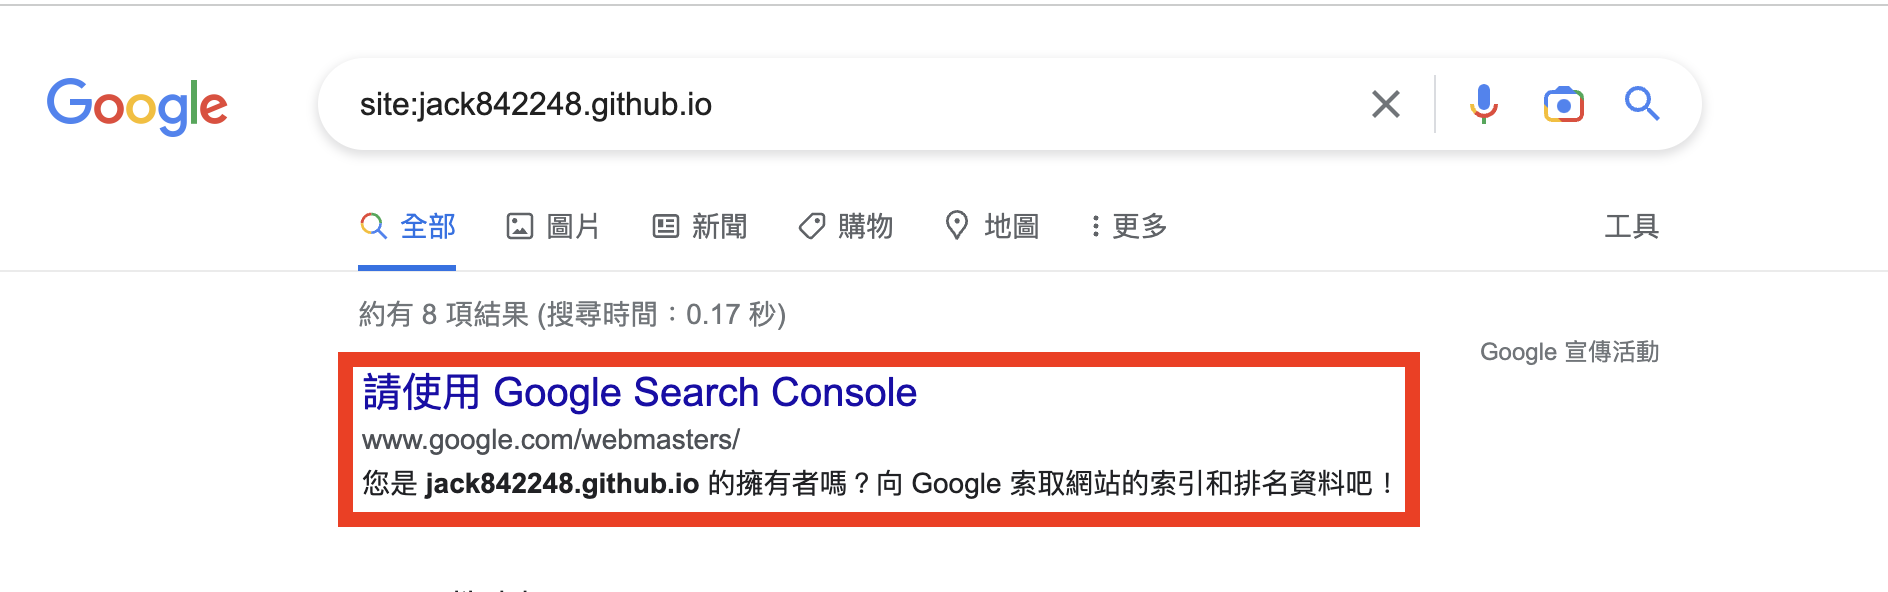 Google
site:jack842248.github.io
全部 圖片 新聞 購物 地圖 更多 工具
約有 8 項結果 (搜尋時間：0.17 秒)
Google 宣傳活動
請使用 Google Search Console
www.google.com/webmasters/
您是 jack842248.github.io 的擁有者嗎？向 Google 索取網站的索引和排名資料吧！